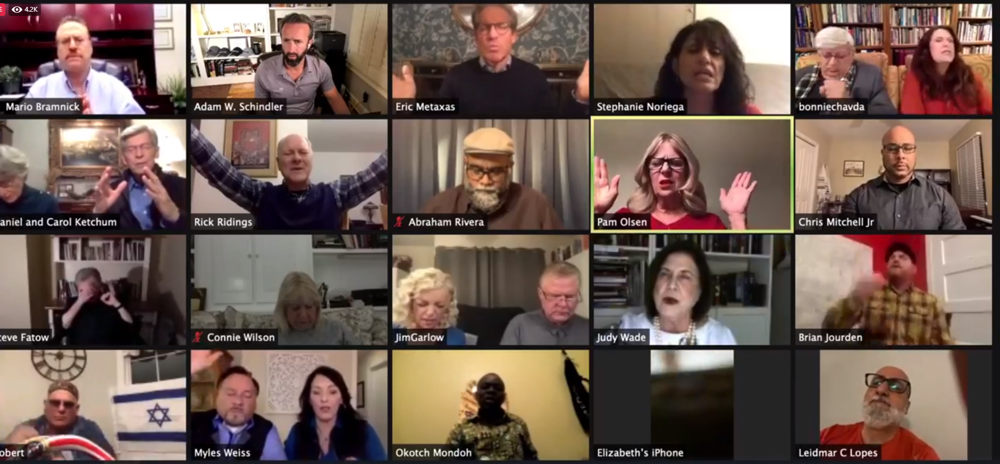 E 4.2K
Mario Bramnick
Adam W. Schindler
Eric Metaxas
Stephanie Noriega
bonniechavda
aniel and Carol Ketchum
Rick Ridings
Abraham Rivera
Pam Olsen
Chris Mitchell Jr
teve Fatow
Connie Wilson
JimGarlow
Judy Wade
Brian Jourden
obert
Myles Weiss
Okotch Mondoh
Elizabeth's iPhone
Leidmar C Lopes